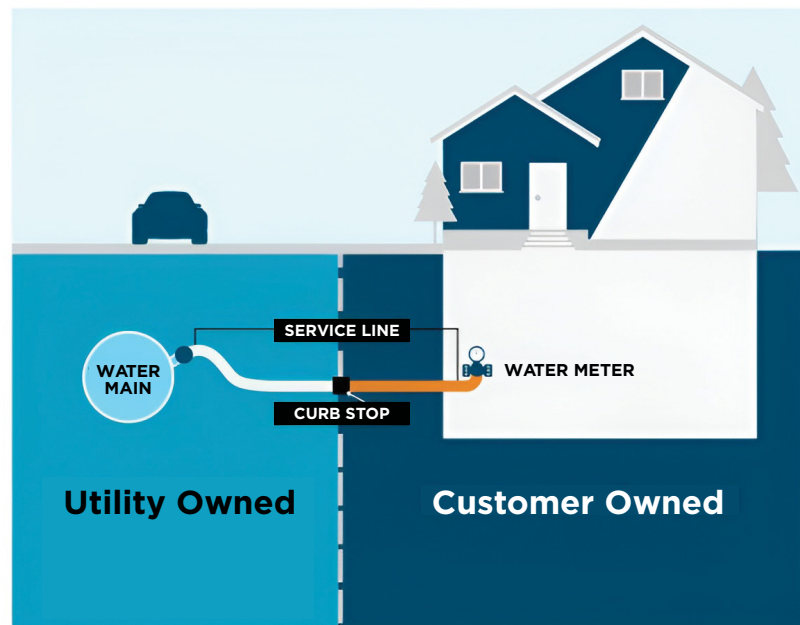 SERVICE LINE
WATER
MAIN
WATER METER
CURB STOP
Utility Owned
Customer Owned